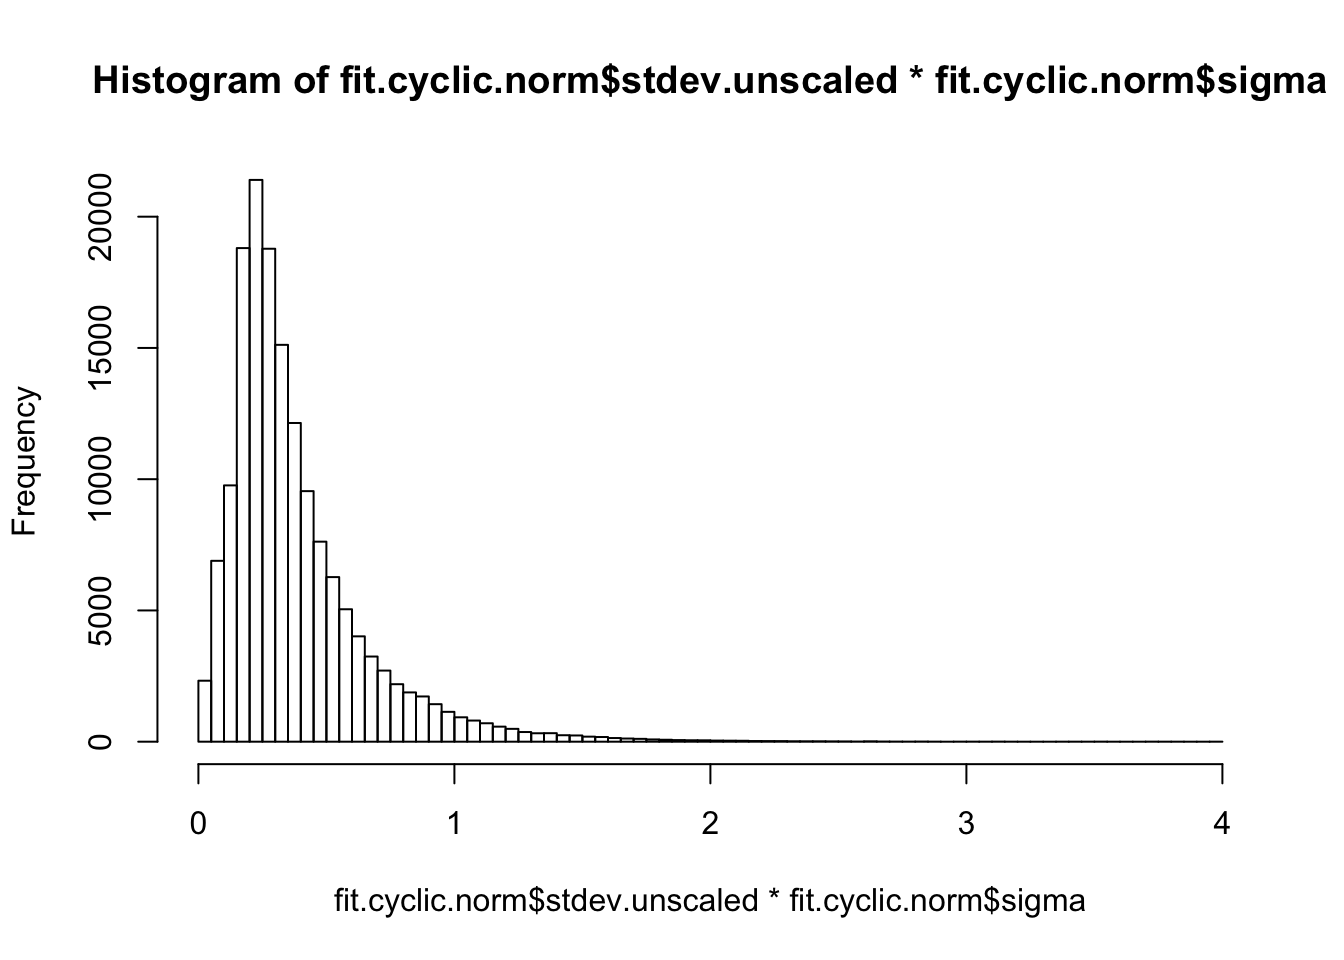 Histogram of fit.cyclic.norm$stdev.unscaled * fit.cyclic.norm$sigma
Frequency
20000
15000
10000
5000
0
0 1 2 3 4
fit.cyclic.norm$stdev.unscaled * fit.cyclic.norm$sigma